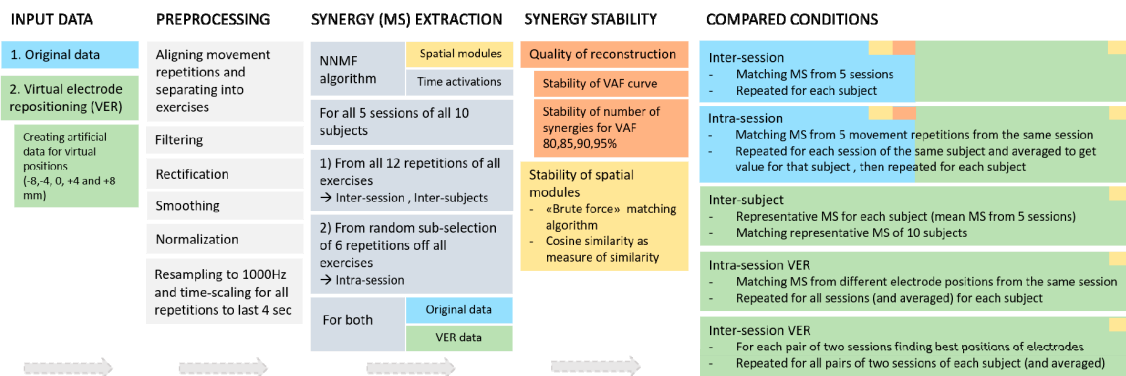 INPUT DATA
1. Original data
2. Virtual electrode
repositioning (VER)
Creating artificial
data for virtual
positions
(-8,-4, 0, +4 and +8
mm)
PREPROCESSING
Aligning movement
repetitions and
separating into
exercises
Filtering
Rectification
Smoothing
Normalization
Resampling to 1000Hz
and time-scaling for all
repetitions to last 4 sec
SYNERGY (MS) EXTRACTION
NNMF
algorithm
Spatial modules
Time activations
For all 5 sessions of all 10
subjects
1) From all 12 repetitions of all
exercises
→ Inter-session , Inter-subjects
2) From random sub-selection
of 6 repetitions off all
exercises
→ Intra-session
For both
Original data
VER data
SYNERGY STABILITY
Quality of reconstruction
Stability of VAF curve
Stability of number of
synergies for VAF
80,85,90,95%
Stability of spatial
modules
- «Brute force» matching
algorithm
- Cosine similarity as
measure of similarity
COMPARED CONDITIONS
Inter-session
- Matching MS from 5 sessions
- Repeated for each subject
Intra-session
- Matching MS from 5 movement repetitions from the same session
- Repeated for each session of the same subject and averaged to get
value for that subject , then repeated for each subject
Inter-subject
- Representative MS for each subject (mean MS from 5 sessions)
- Matching representative MS of 10 subjects
Intra-session VER
- Matching MS from different electrode positions from the same session
- Repeated for all sessions (and averaged) for each subject
Inter-session VER
- For each pair of two sessions finding best positions of electrodes
- Repeated for all pairs of two sessions of each subject (and averaged)